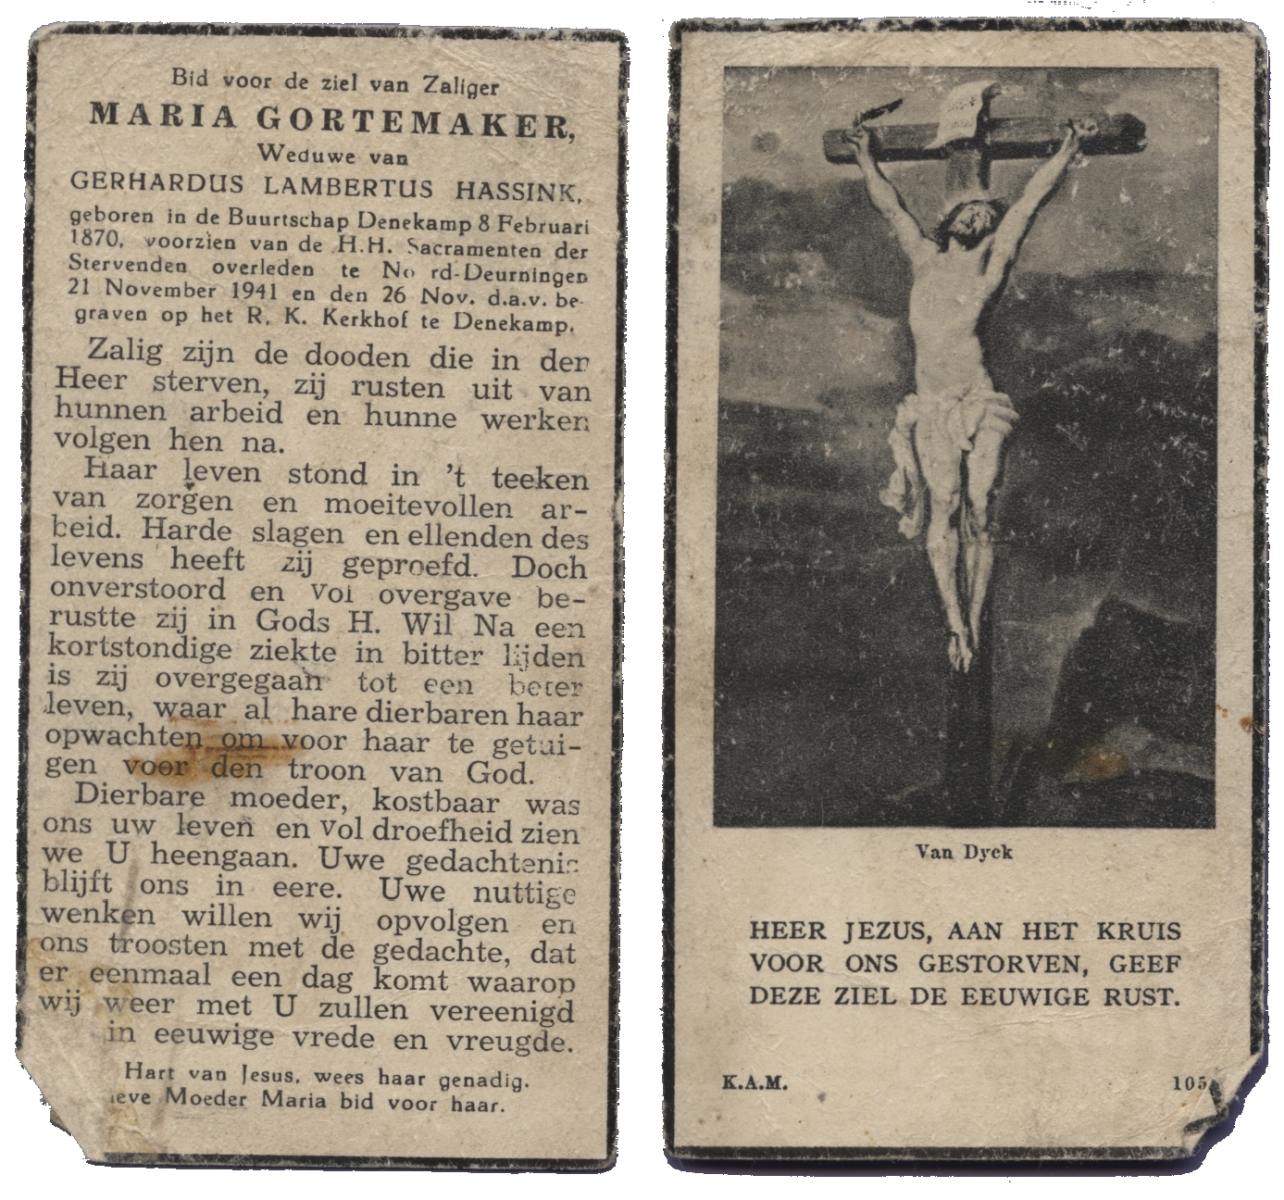 Bid voor de ziel van Zaliger
MARIA GORTEMAKER,
Weduwe van
GERHARDUS LAMBERTUS HASSINK,
geboren in de Buurtschap Denekamp 8 Februari
1870, voorzien van de H.H. Sacramenten der
Stervenden overleden te No rd-Deurningen
21 November 1941 en den 26 Nov. d.a.v. be-
graven op het R. K. Kerkhof te Denekamp.
Zalig zijn de dooden die in der
Heer sterven, zij rusten uit van
hunnen arbeid en hunne werken
volgen hen na.
Haar leven stond in 't teeken
van zorgen en moeitevollen ar-
beid. Harde slagen en ellenden des
levens heeft zij geproefd. Doch
onverstoord en vol overgave be-
rustte zij in Gods H. Wil Na een
kortstondige ziekte in bitter lijden
is zij overgegaan tot een beter
leven, waar al hare dierbaren haar
opwachten om voor haar te getui-
gen voor den troon van God.
Dierbare moeder, kostbaar was
ons uw leven en vol droefheid zien
we U heengaan. Uwe gedachtenis
blijft ons in eere. Uwe nuttige
wenken willen wij opvolgen en
ons troosten met de gedachte, dat
er eenmaal een dag komt waarop
wij weer met U zullen vereenigd
in eeuwige vrede en vreugde.
Hart van Jesus, wees haar genadig.
ieve Moeder Maria bid voor haar.
Van Dyck
HEER JEZUS, AAN HET KRUIS
VOOR ONS GESTORVEN, GEEF
DEZE ZIEL DE EEUWIGE RUST.
K.A.M. 105